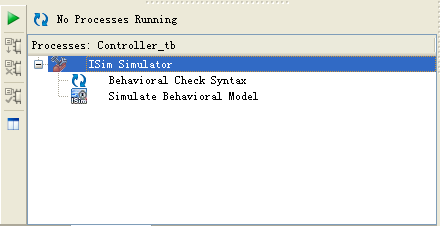 No Processes Running
Processes: Controller_tb
ISim Simulator
Behavioral Check Syntax
Simulate Behavioral Model